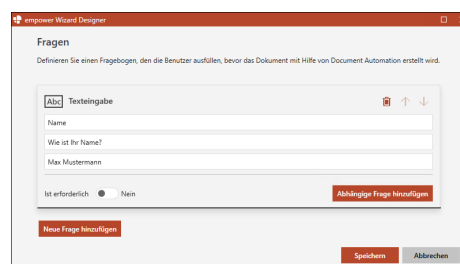 empower Wizard Designer
Fragen
Definieren Sie einen Fragebogen, den die Benutzer ausfüllen, bevor das Dokument mit Hilfe von Document Automation erstellt wird.
Abc Texteingabe
Name
Wie ist Ihr Name?
Max Mustermann
Ist erforderlich Nein Abhängige Frage hinzufügen
Neue Frage hinzufügen
Speichern Abbrechen